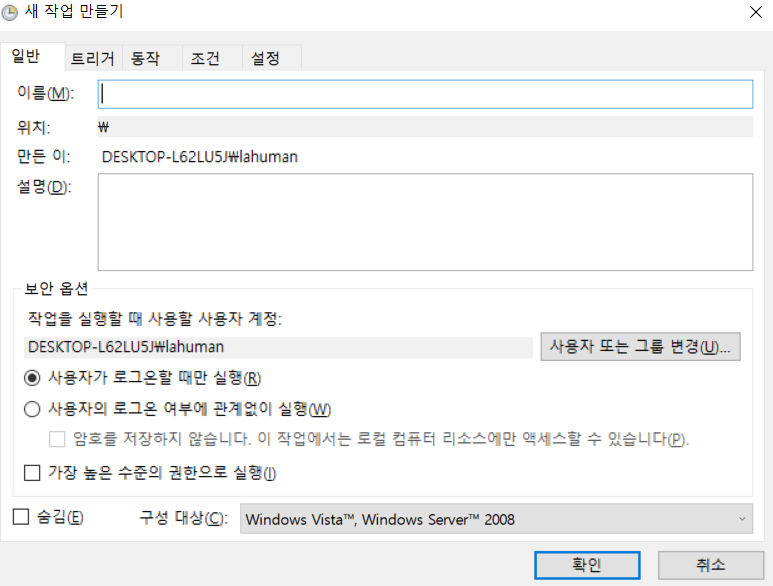 새 작업 만들기
일반 트리거 동작 조건 설정
이름(M):
위치: ₩
만든 이: DESKTOP-L62LU5J₩lahuman
설명(D):
보안 옵션
작업을 실행할 때 사용할 사용자 계정:
DESKTOP-L62LU5J₩lahuman 사용자 또는 그룹 변경(U)...
사용자가 로그온할 때만 실행(R)
사용자의 로그온 여부에 관계없이 실행(W)
암호를 저장하지 않습니다. 이 작업에서는 로컬 컴퓨터 리소스에만 액세스할 수 있습니다(P).
가장 높은 수준의 권한으로 실행(I)
숨김(E) 구성 대상(C): Windows Vista™, Windows Server™ 2008
확인 취소